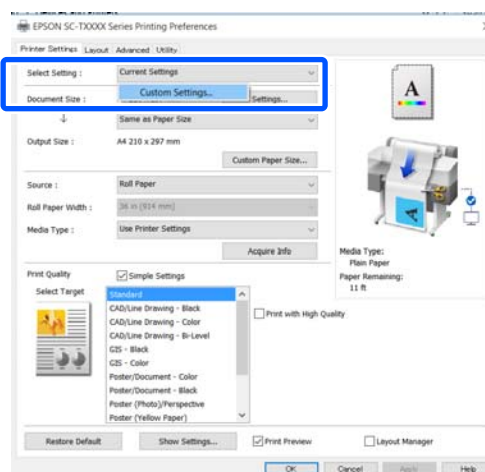 EPSON SC-TXXXX Series Printing Preferences
Printer Settings Layout Advanced Utility
Select Setting : Current Settings
Custom Settings...
Document Size : Settings...
Same as Paper Size
Output Size : A4 210 x 297 mm
Custom Paper Size...
Source : Roll Paper
Roll Paper Width : 36 in (914 mm)
Media Type : Use Printer Settings
Acquire Info
Media Type:
Plain Paper
Paper Remaining:
11 ft
Print Quality Simple Settings
Select Target
Standard
CAD/Line Drawing - Black
CAD/Line Drawing - Color
CAD/Line Drawing - Bi-Level
GIS - Black
GIS - Color
Poster/Document - Color
Poster/Document - Black
Poster (Photo)/Perspective
Poster (Yellow Paper)
Print with High Quality
A
A
Restore Default Show Settings... Print Preview Layout Manager
OK Cancel Apply Help